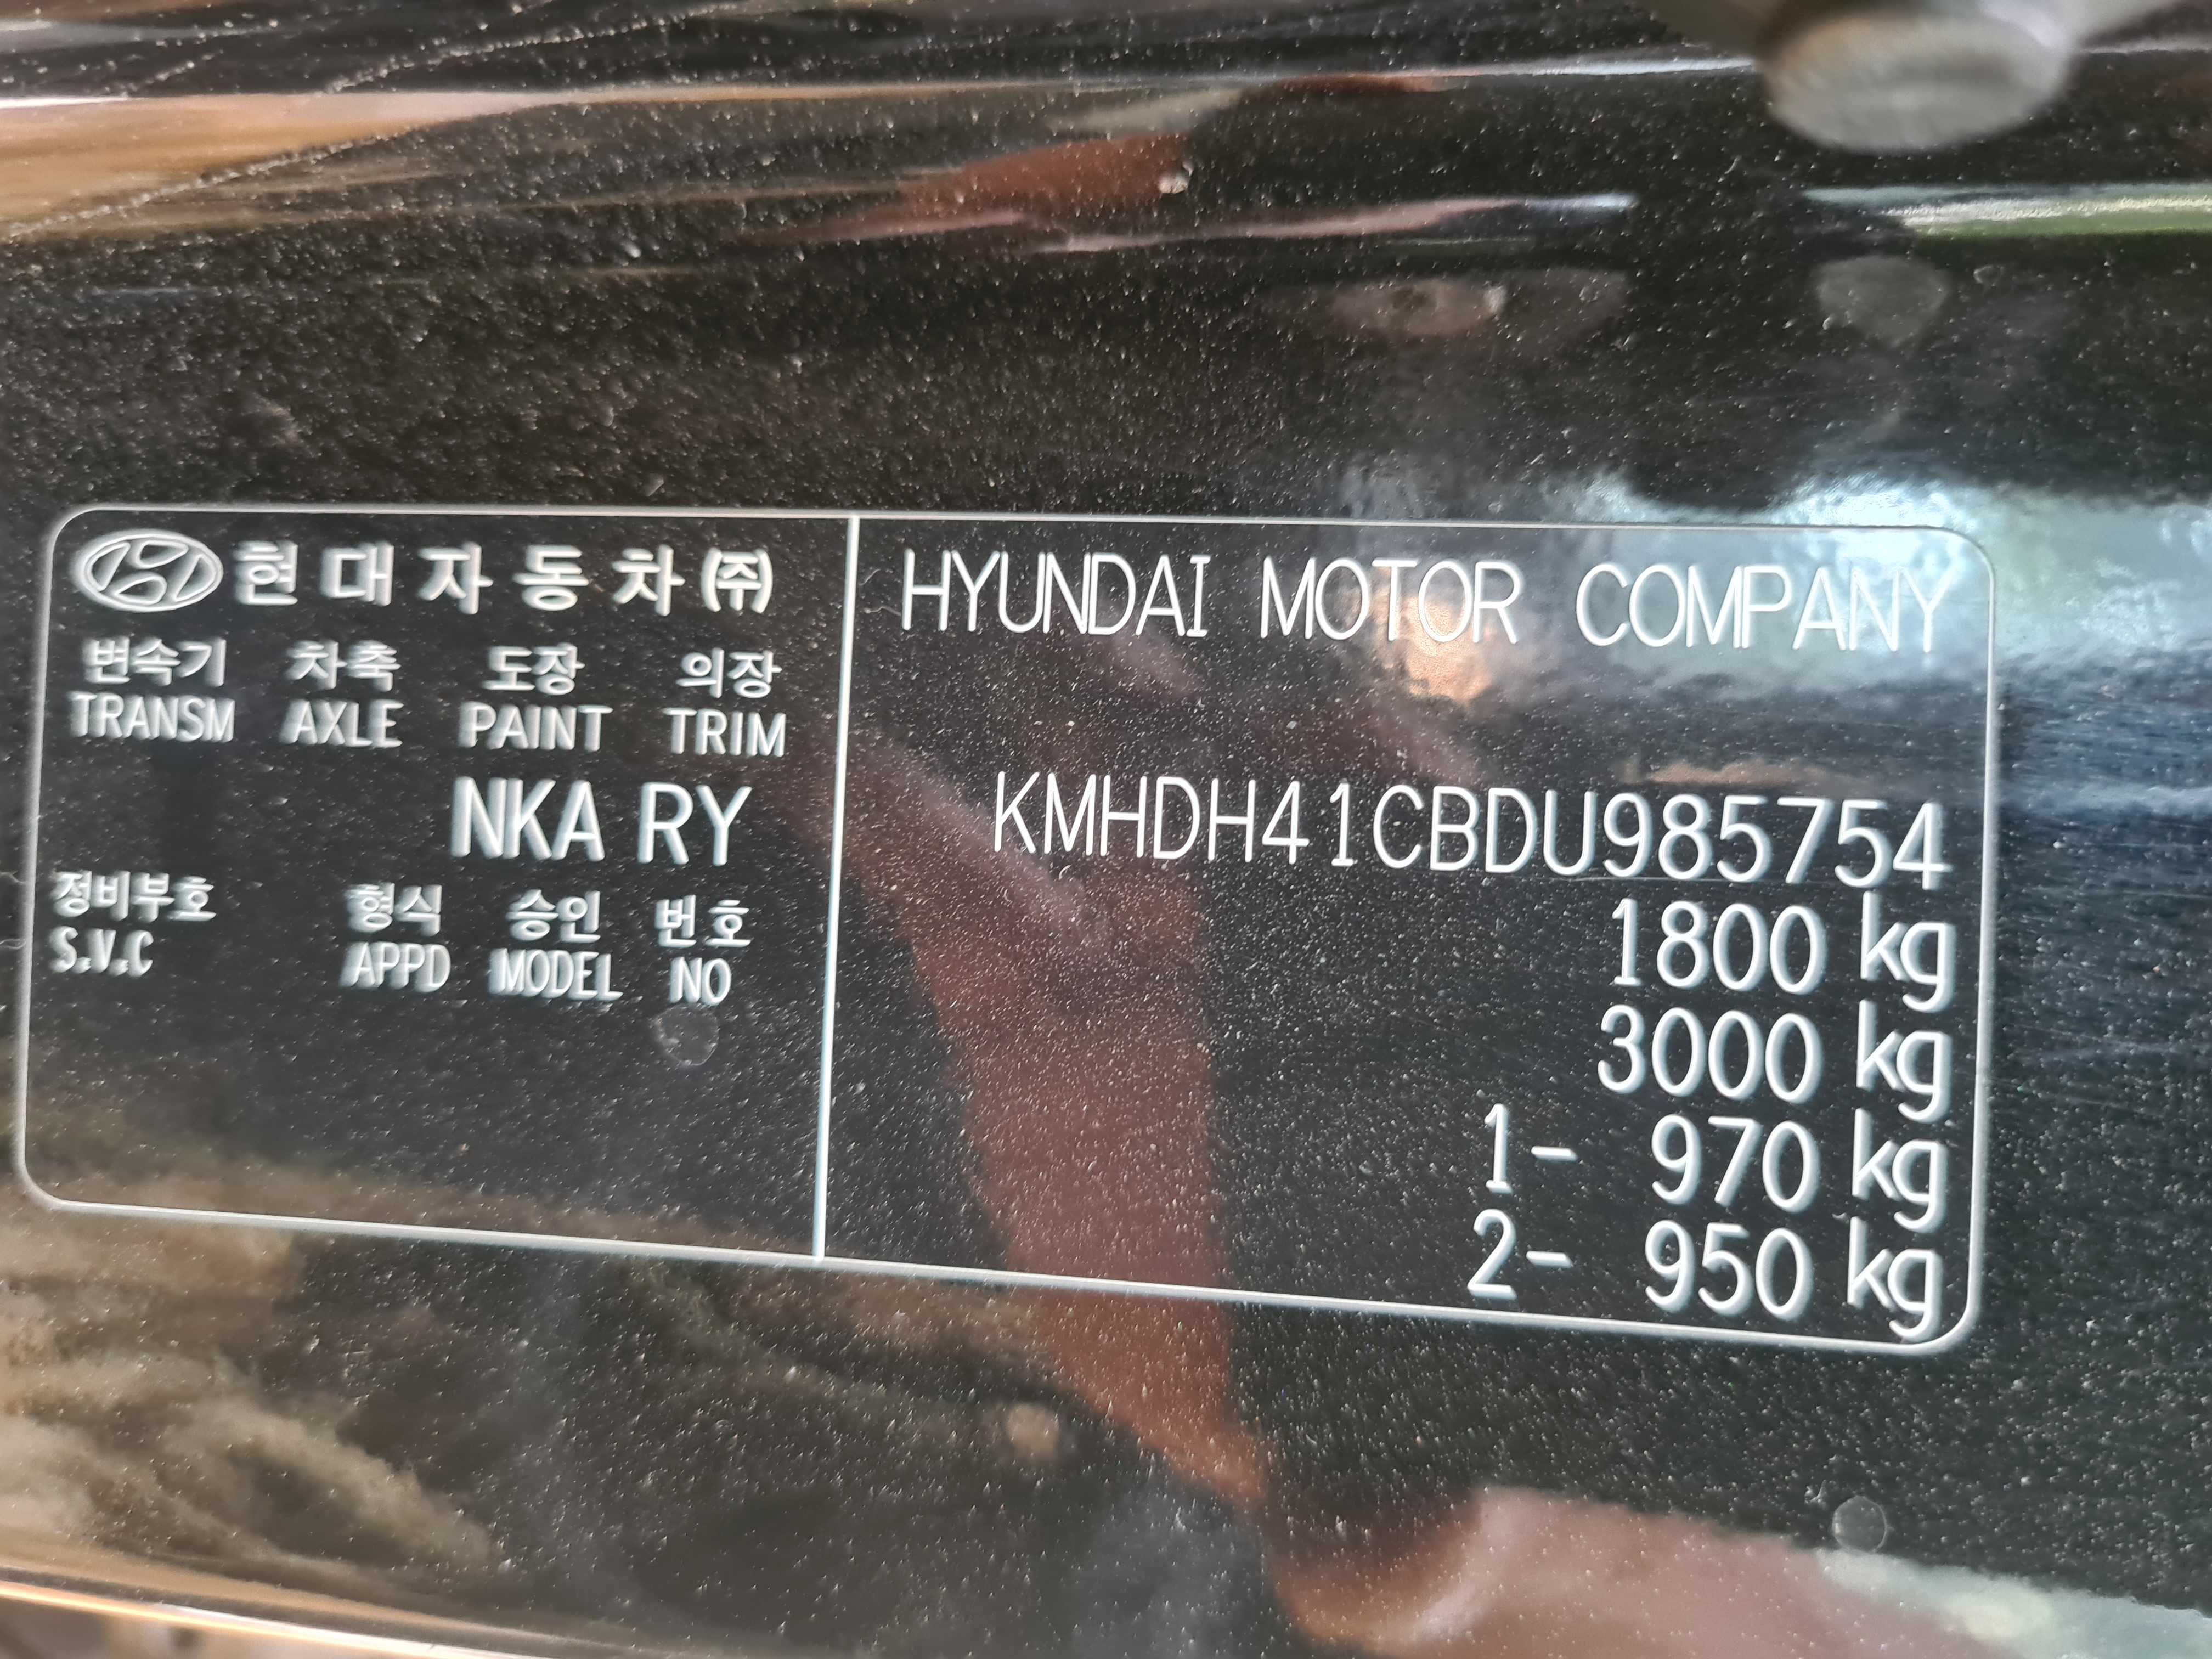 현대자동차㈜
변속기 차축 도장 의장
TRANSM AXLE PAINT TRIM
NKA RY
정비부호 형식 승인 번호
S.V.C APPD MODEL NO
HYUNDAI MOTOR COMPANY
KMHDH41CBDU985754
1800 kg
3000 kg
1- 970 kg
2- 950 kg